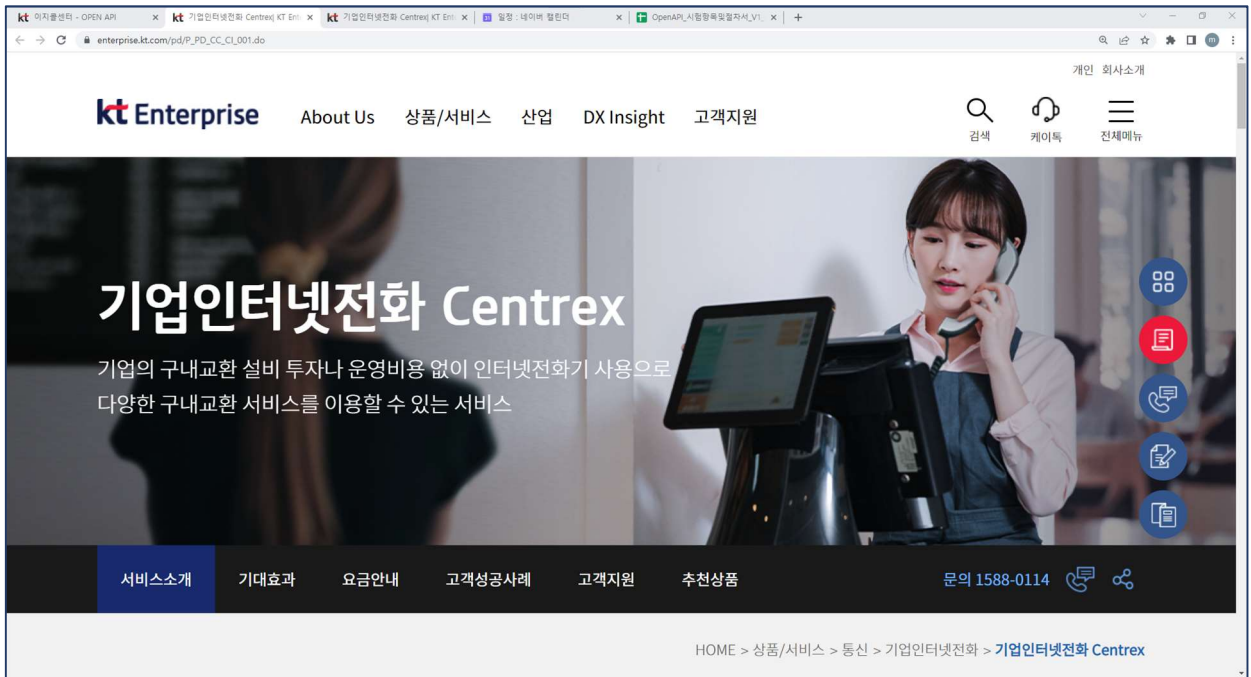 이지콜센터 - OPEN API
기업인터넷전화 Centrex| KT Ent
기업인터넷전화 Centrex| KT Ent
일정 : 네이버 캘린더
OpenAPI_시험항목및절차서_V1_
enterprise.kt.com/pd/P_PD_CC_CI_001.do
개인 회사소개
kt Enterprise About Us 상품/서비스 산업 DX Insight 고객지원
검색 케이톡 전체메뉴
기업인터넷전화 Centrex
기업의 구내교환 설비 투자나 운영비용 없이 인터넷전화기 사용으로
다양한 구내교환 서비스를 이용할 수 있는 서비스
서비스소개 기대효과 요금안내 고객성공사례 고객지원 추천상품 문의 1588-0114
HOME > 상품/서비스 > 통신 > 기업인터넷전화 > 기업인터넷전화 Centrex